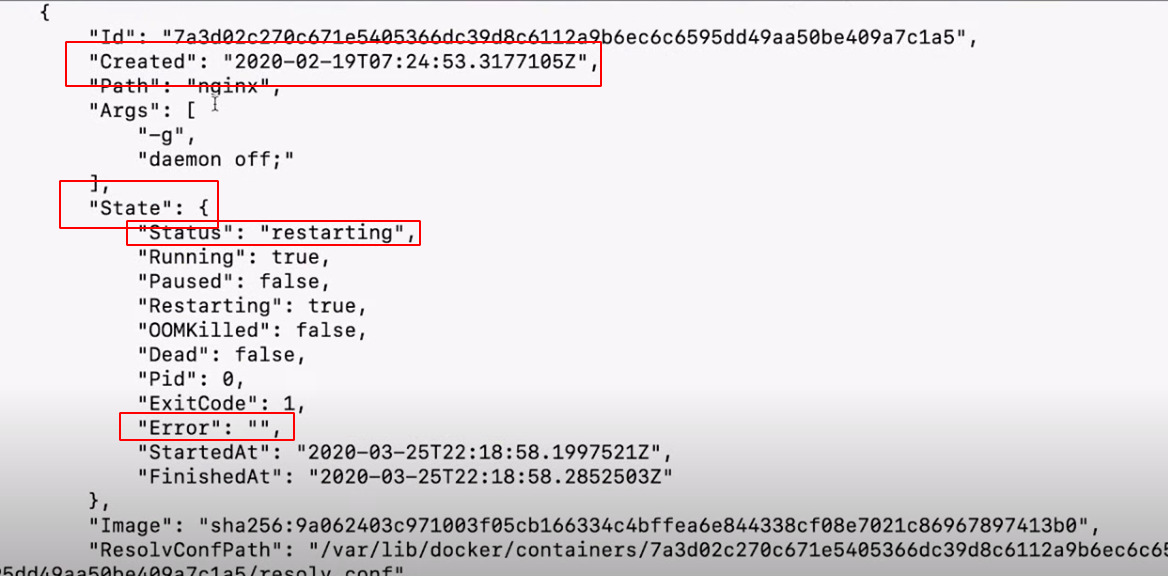 {
"Id": "7a3d02c270c671e5405366dc39d8c6112a9b6ec6c6595dd49aa50be409a7c1a5",
"Created": "2020-02-19T07:24:53.3177105Z",
"Path": "nginx",
"Args": [
"-g",
"daemon off;"
],
"State": {
"Status": "restarting",
"Running": true,
"Paused": false,
"Restarting": true,
"OOMKilled": false,
"Dead": false,
"Pid": 0,
"ExitCode": 1,
"Error": "",
"StartedAt": "2020-03-25T22:18:58.1997521Z",
"FinishedAt": "2020-03-25T22:18:58.2852503Z"
},
"Image": "sha256:9a062403c971003f05cb166334c4bffea6e844338cf08e7021c86967897413b0",
"ResolvConfPath": "/var/lib/docker/containers/7a3d02c270c671e5405366dc39d8c6112a9b6ec6c65
95dd49aa50be409a7c1a5/resolv.conf"